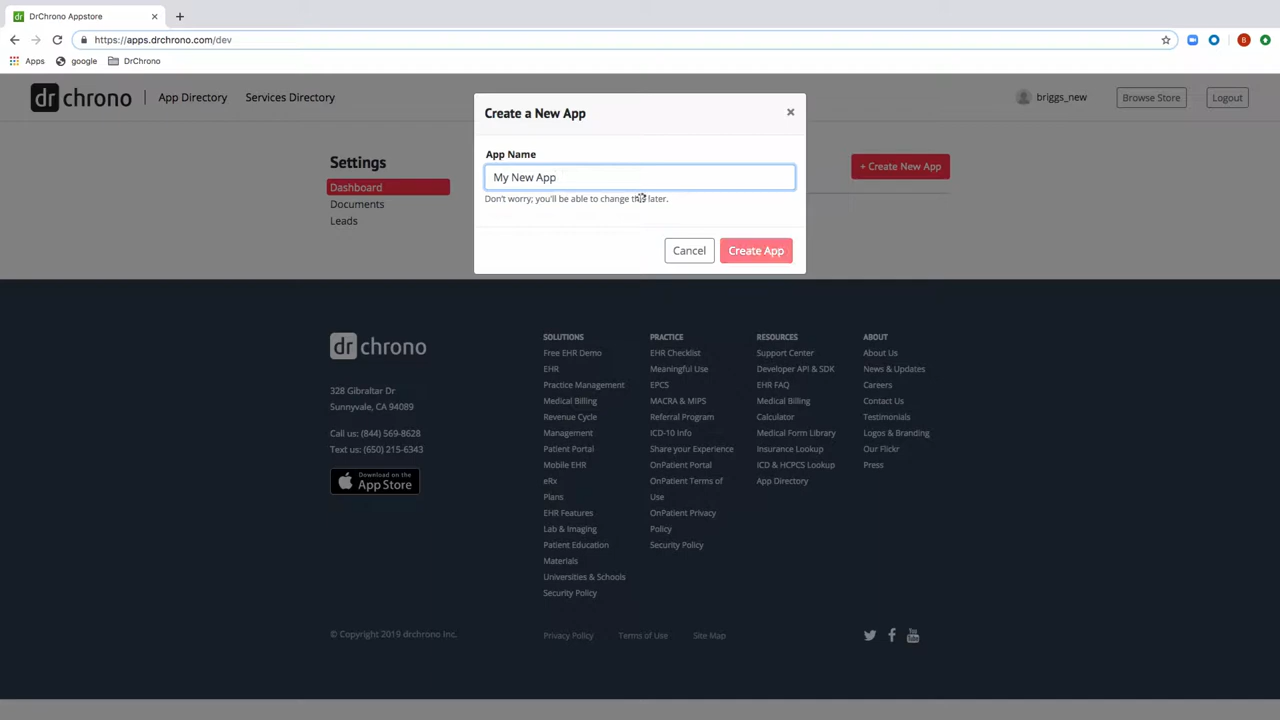 DrChrono Appstore
https://apps.drchrono.com/dev
Apps
google
DrChrono
B
dr chrono
App Directory
Services Directory
briggs_new
Browse Store
Logout
Create a New App
App Name
My New App
Don't worry; you'll be able to change this later.
Cancel
Create App
Settings
Dashboard
Documents
Leads
+ Create New App
dr chrono
328 Gibraltar Dr
Sunnyvale, CA 94089
Call us: (844) 569-8628
Text us: (650) 215-6343
Download on the
App Store
SOLUTIONS
Free EHR Demo
EHR
Practice Management
Medical Billing
Revenue Cycle
Management
Patient Portal
Mobile EHR
eRx
Plans
EHR Features
Lab & Imaging
Patient Education
Materials
Universities & Schools
Security Policy
PRACTICE
EHR Checklist
Meaningful Use
EPCS
MACRA & MIPS
Referral Program
ICD-10 Info
Share your Experience
OnPatient Portal
OnPatient Terms of
Use
OnPatient Privacy
Policy
Security Policy
RESOURCES
Support Center
Developer API & SDK
EHR FAQ
Medical Billing
Calculator
Medical Form Library
Insurance Lookup
ICD & HCPCS Lookup
App Directory
ABOUT
About Us
News & Updates
Careers
Contact Us
Testimonials
Logos & Branding
Our Flickr
Press
© Copyright 2019 drchrono Inc.
Privacy Policy
Terms of Use
Site Map
You
Tube